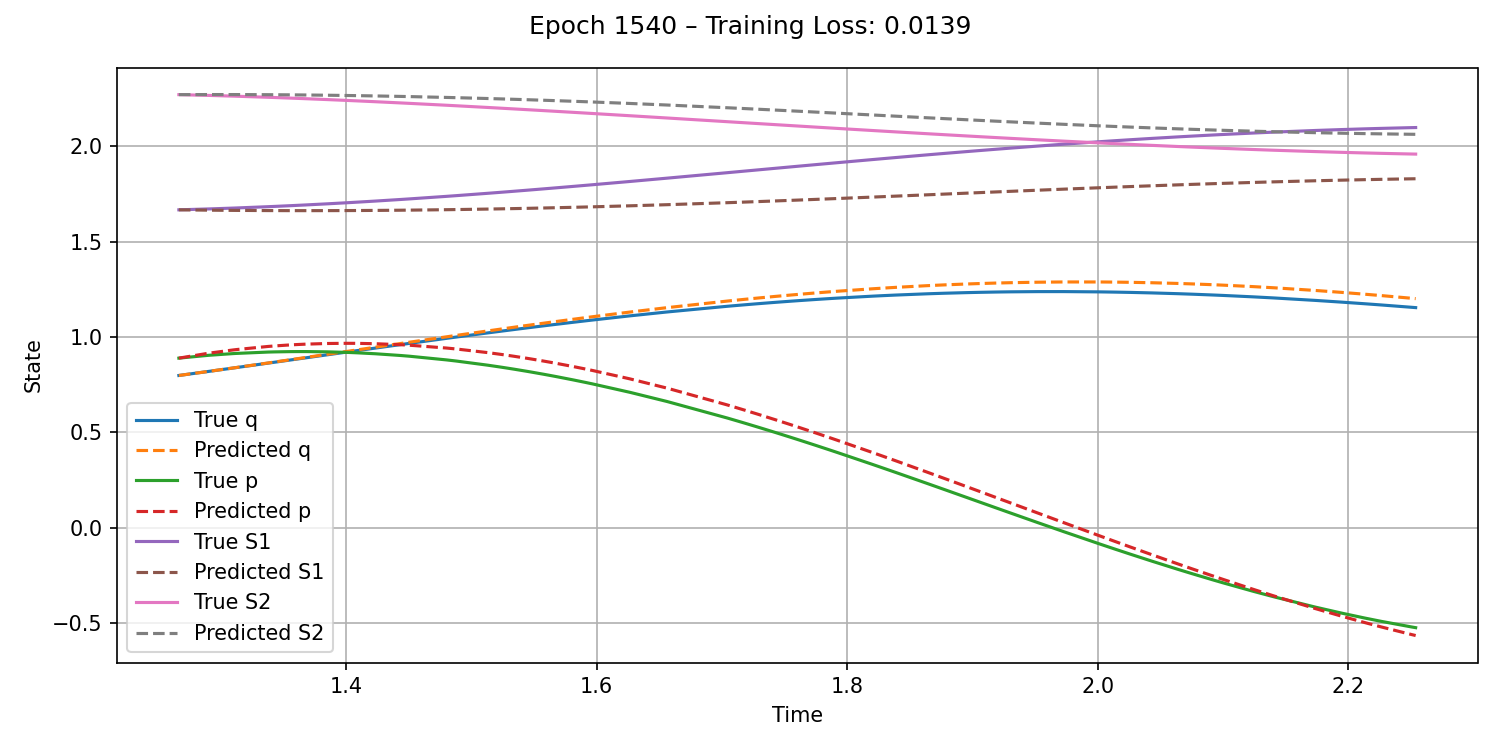 Epoch 1540 – Training Loss: 0.0139
2.0
1.5
1.0
0.5
0.0
−0.5
State
True q
Predicted q
True p
Predicted p
True S1
Predicted S1
True S2
Predicted S2
1.4 1.6 1.8 2.0 2.2
Time